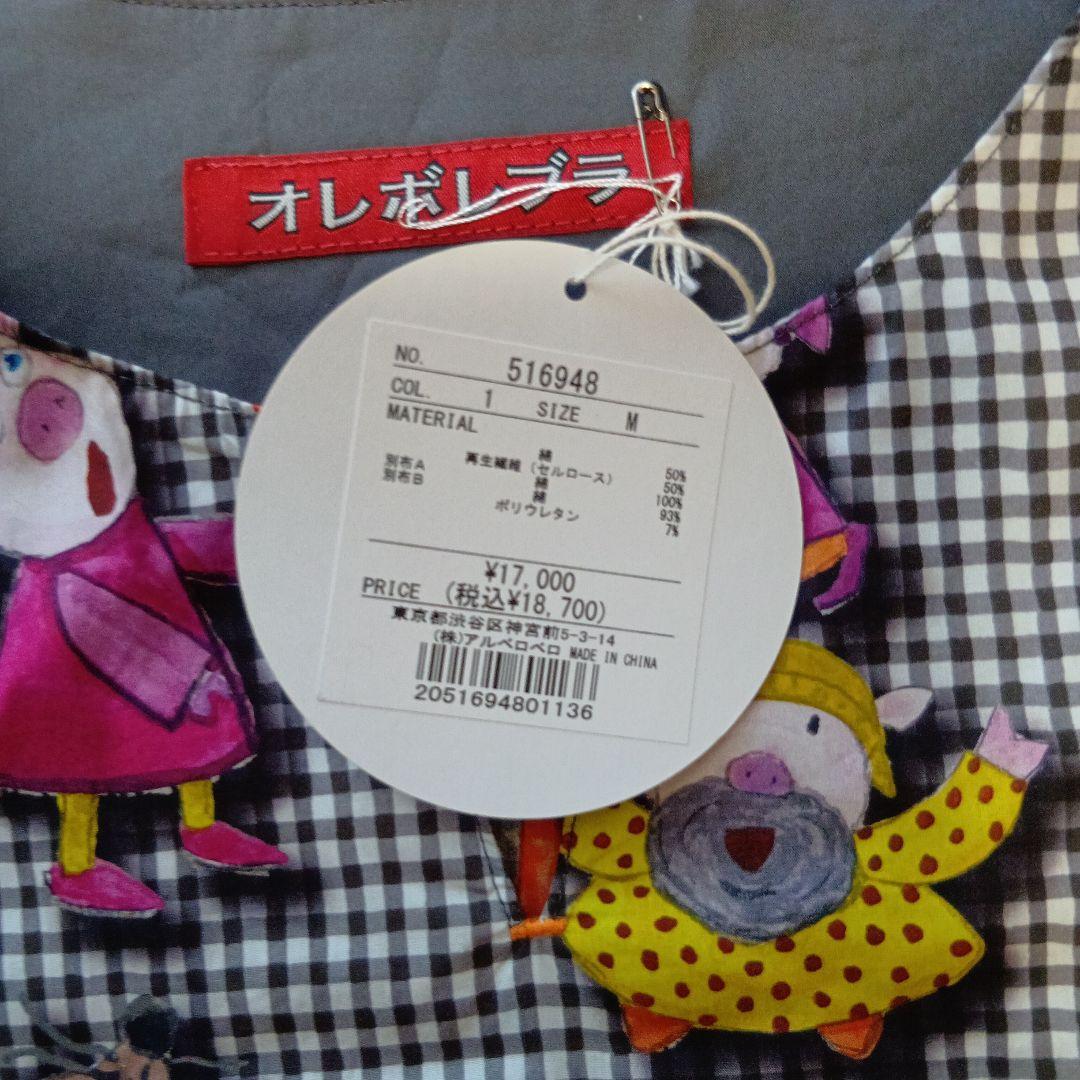 オレボレブラ
NO. 516948
COL. 1 SIZE M
MATERIAL
綿 50%
別布A 再生繊維（セルロース） 50%
別布B 綿 100%
綿 93%
ポリウレタン 7%
¥17,000
PRICE (税込¥18,700)
東京都渋谷区神宮前5-3-14
(株)アルベロベロ MADE IN CHINA
2051694801136